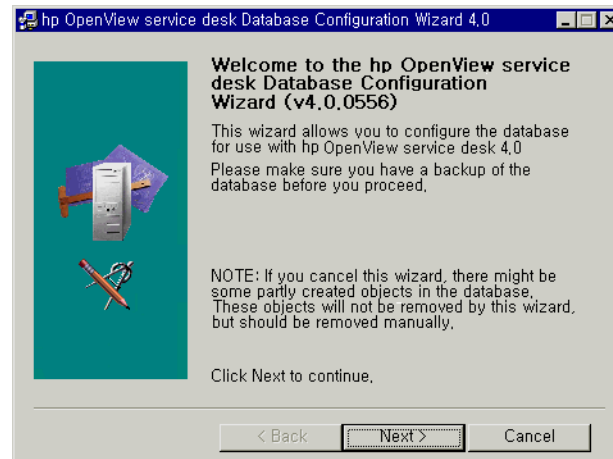 hp OpenView service desk Database Configuration Wizard 4,0
Welcome to the hp OpenView service
desk Database Configuration
Wizard (v4,0,0556)
This wizard allows you to configure the database
for use with hp OpenView service desk 4,0
Please make sure you have a backup of the
database before you proceed,
NOTE: If you cancel this wizard, there might be
some partly created objects in the database,
These objects will not be removed by this wizard,
but should be removed manually,
Click Next to continue,
< Back
Next >
Cancel